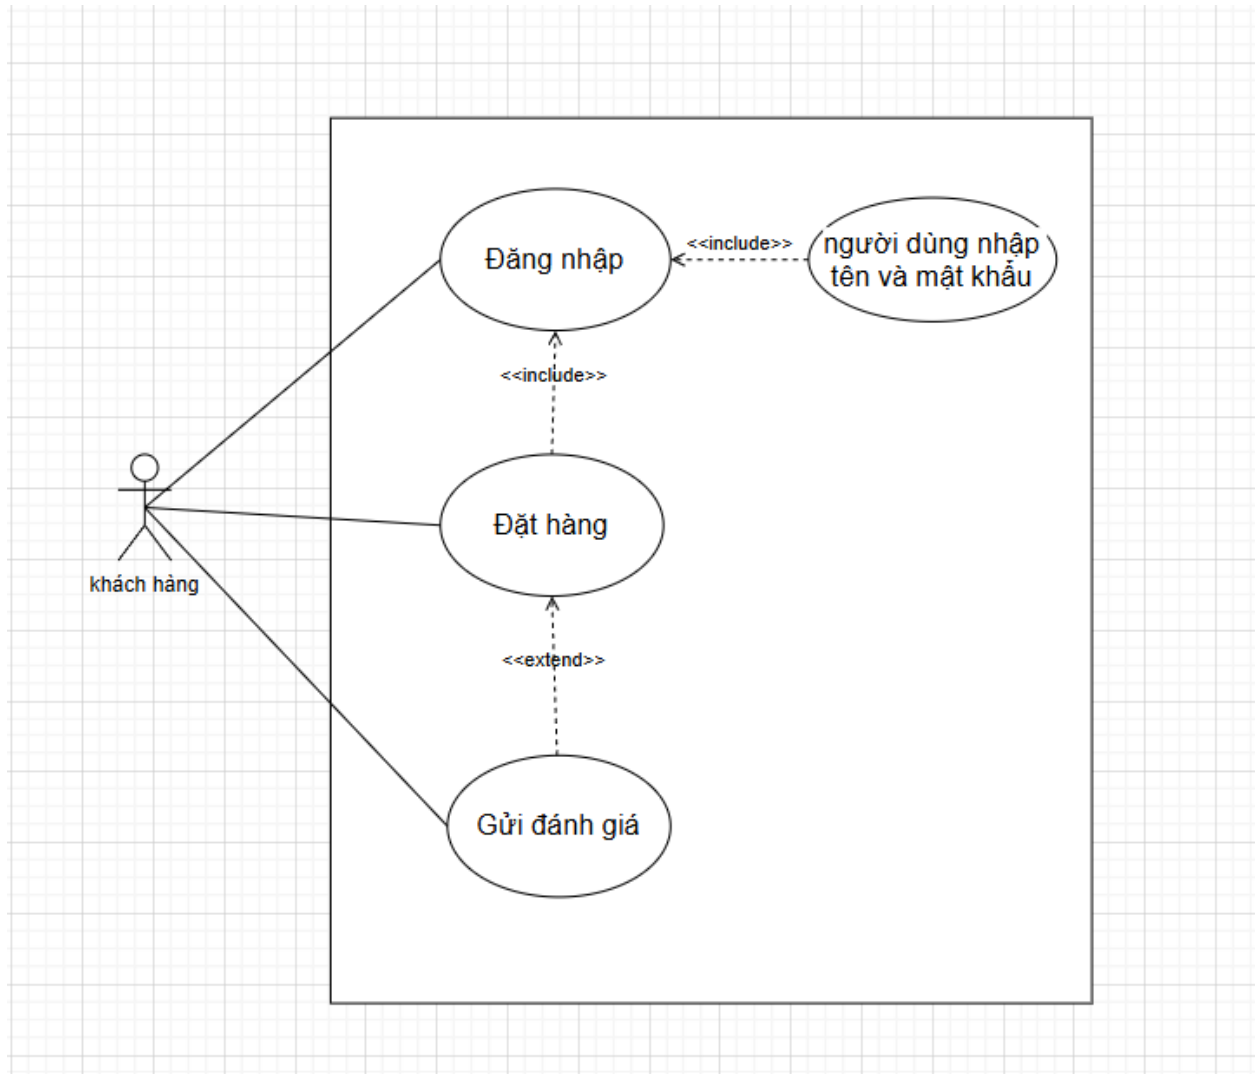 Đăng nhập
<<include>>
người dùng nhập
tên và mật khẩu
<<include>>
Đặt hàng
khách hàng
<<extend>>
Gửi đánh giá